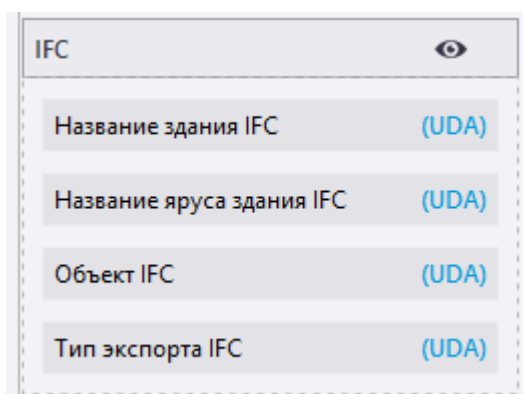 IFC
Название здания IFC (UDA)
Название яруса здания IFC (UDA)
Объект IFC (UDA)
Тип экспорта IFC (UDA)